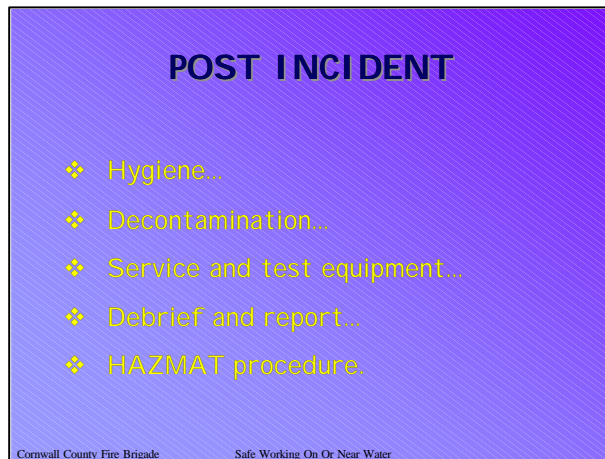 POST INCIDENT
❖ Hygiene...
❖ Decontamination...
❖ Service and test equipment...
❖ Debrief and report...
❖ HAZMAT procedure.
Cornwall County Fire Brigade Safe Working On Or Near Water